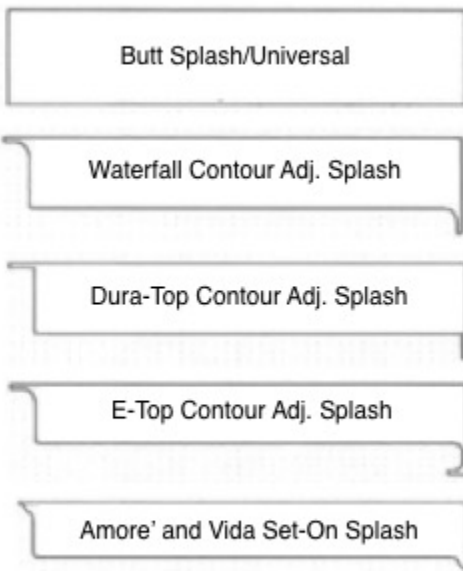 Butt Splash/Universal
Waterfall Contour Adj. Splash
Dura-Top Contour Adj. Splash
E-Top Contour Adj. Splash
Amore' and Vida Set-On Splash